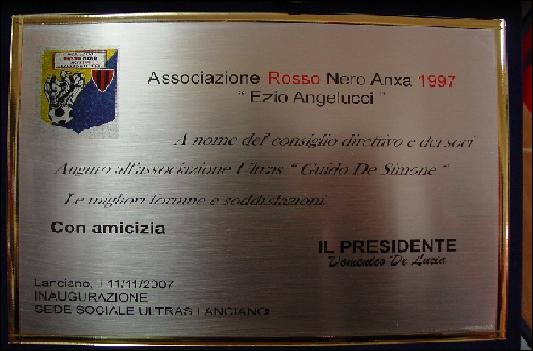 Associazione Rosso Nero Anxa 1997
" Ezio Angelucci "
A nome del consiglio direttivo e dei soci
Auguro all'associazione Ultras " Guido De Simone "
Le migliori fortune e soddisfazioni
Con amicizia
IL PRESIDENTE
Domenico De Lucia
Lanciano, 11/11/2007
INAUGURAZIONE
SEDE SOCIALE ULTRAS LANCIANO